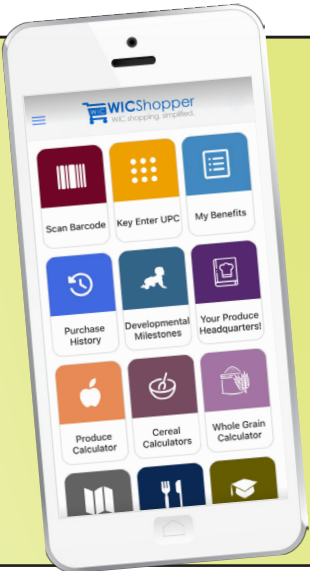 WIC
WICShopper
WIC shopping, simplified.
Scan Barcode
Key Enter UPC
My Benefits
Purchase
History
Developmental
Milestones
Your Produce
Headquarters!
Produce
Calculator
Cereal
Calculators
Whole Grain
Calculator